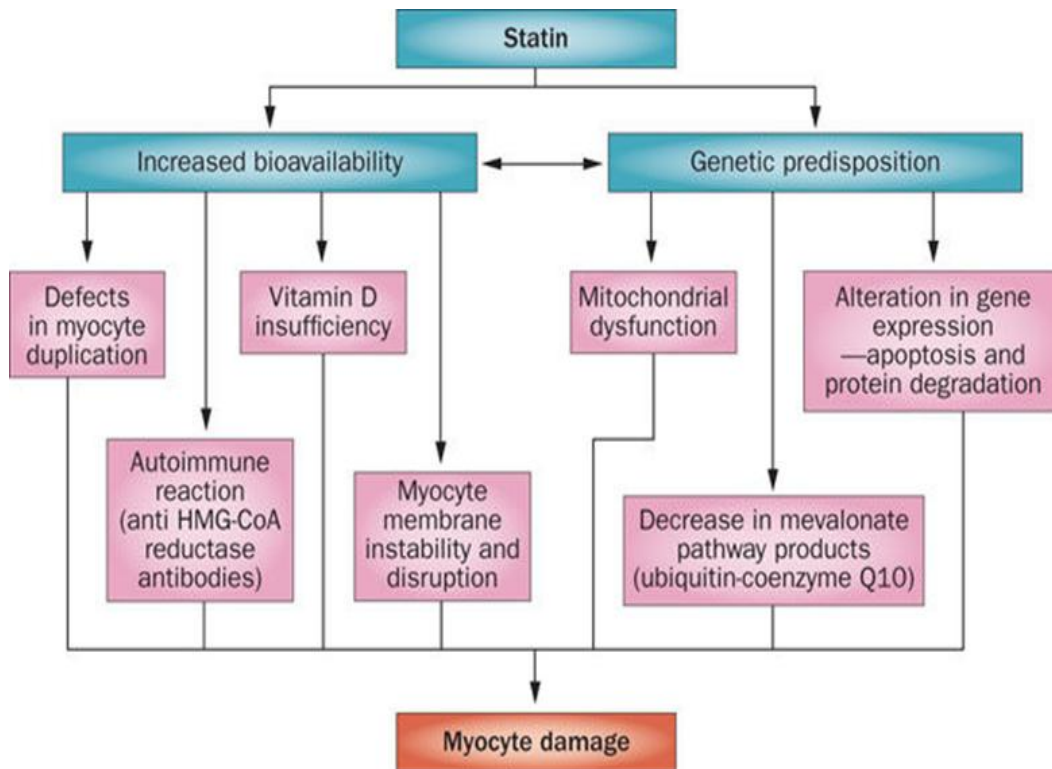 Statin
Increased bioavailability
Genetic predisposition
Defects
in myocyte
duplication
Vitamin D
insufficiency
Mitochondrial
dysfunction
Alteration in gene
expression
—apoptosis and
protein degradation
Autoimmune
reaction
(anti HMG-CoA
reductase
antibodies)
Myocyte
membrane
instability and
disruption
Decrease in mevalonate
pathway products
(ubiquitin-coenzyme Q10)
Myocyte damage